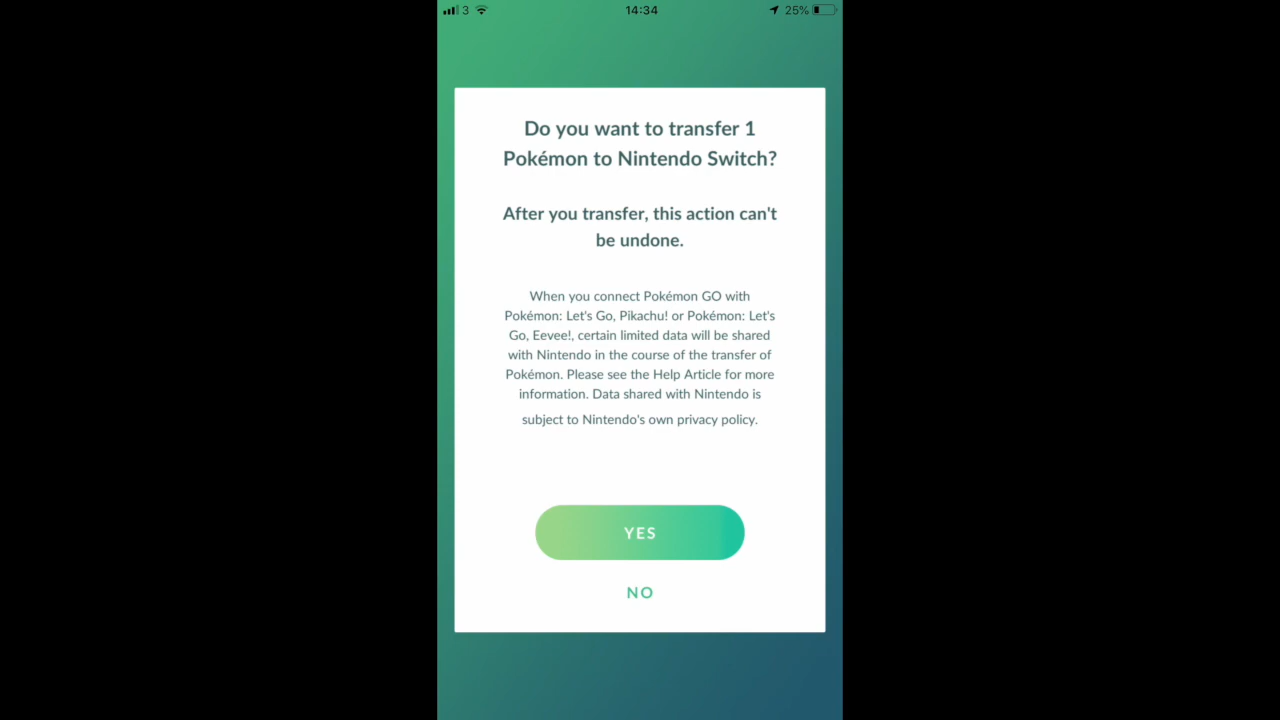 3 14:34 25%
Do you want to transfer 1
Pokémon to Nintendo Switch?
After you transfer, this action can't
be undone.
When you connect Pokémon GO with
Pokémon: Let's Go, Pikachu! or Pokémon: Let's
Go, Eevee!, certain limited data will be shared
with Nintendo in the course of the transfer of
Pokémon. Please see the Help Article for more
information. Data shared with Nintendo is
subject to Nintendo's own privacy policy.
YES
NO